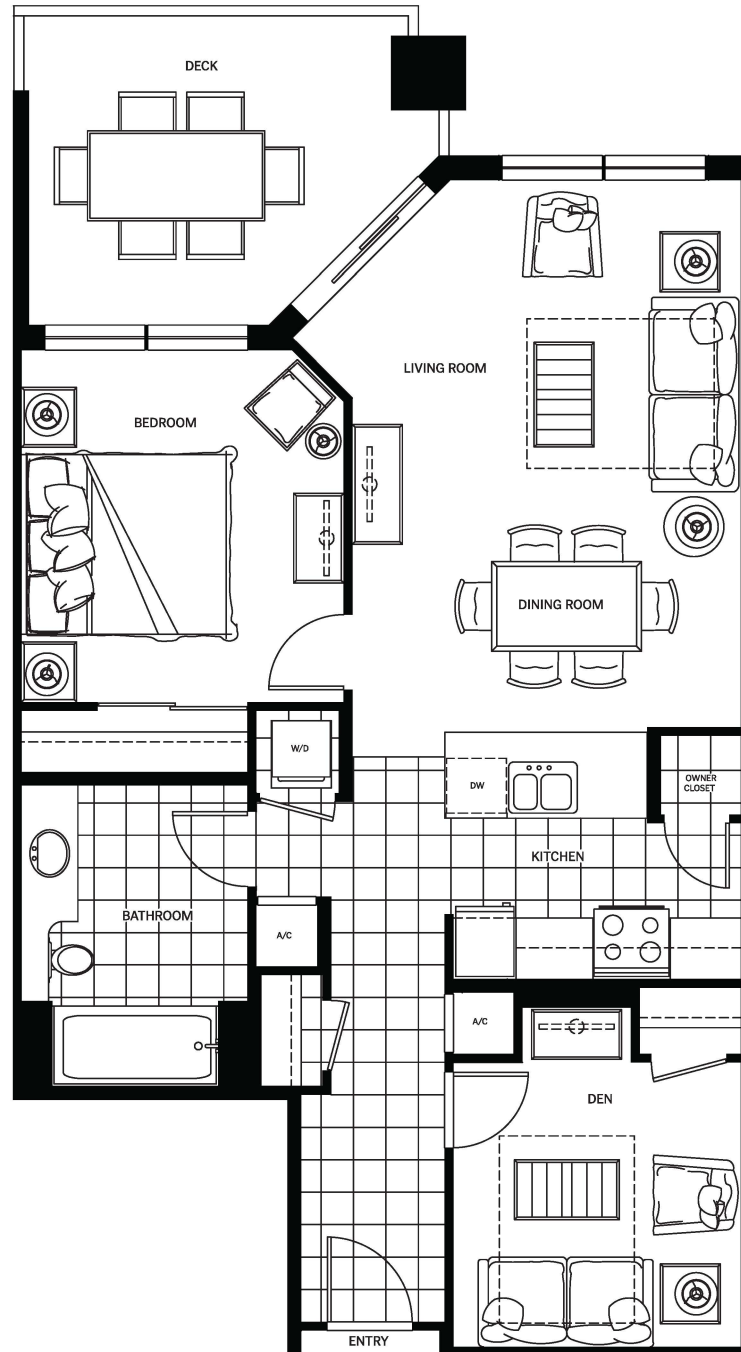 DECK
LIVING ROOM
BEDROOM
DINING ROOM
W/D
DW
OWNER
CLOSET
KITCHEN
BATHROOM
A/C
A/C
DEN
ENTRY